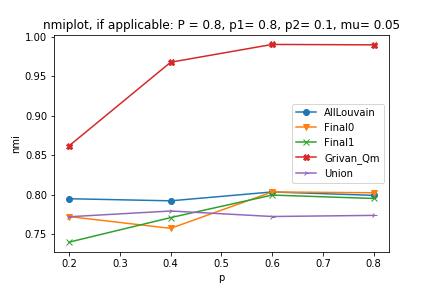 nmiplot, if applicable: P = 0.8, p1= 0.8, p2= 0.1, mu= 0.05
1.00
0.95
0.90
0.85
0.80
0.75
nmi
AllLouvain
Final0
Final1
Grivan_Qm
Union
0.2
0.3
0.4
0.5
0.6
0.7
0.8
p